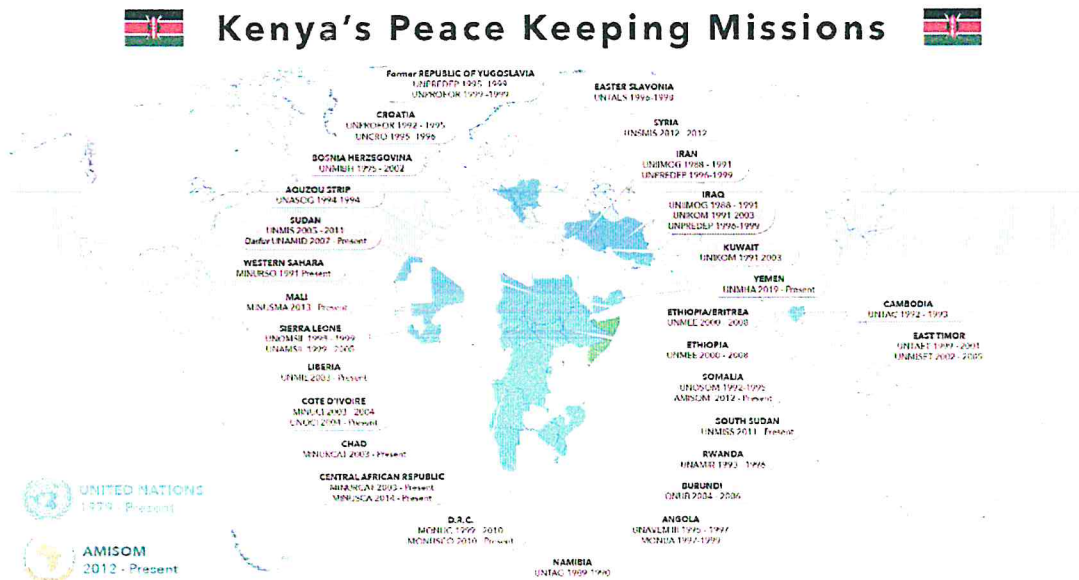 Kenya's Peace Keeping Missions
Former REPUBLIC OF YUGOSLAVIA
UNPREDEP 1995 -1999
UNPROFOR 1999 -1999
EASTER SLAVONIA
UNTALS 1996-1998
CROATIA
UNPROFOR 1992 - 1995
UNCRO 1995 1996
SYRIA
UNSMIS 2012 - 2012
BOSNIA HERZEGOVINA
UNMIBH 1995 - 2002
IRAN
UNIIMOG 1988 - 1991
UNPREDEP 1996-1999
AOUZOU STRIP
UNASOG 1994 1994
IRAQ
UNIIMOG 1988 - 1991
UNIKOM 1991 2003
UNPREDEP 1996-1999
SUDAN
UNMIS 2005 - 2011
Darfur UNAMID 2007 - Present
KUWAIT
UNIKOM 1991 2003
WESTERN SAHARA
MINURSO 1991 Present
YEMEN
UNMHA 2019 - Present
MALI
MINUSMA 2013 - Present
ETHIOPIA/ERITREA
UNMEE 2000 - 2008
CAMBODIA
UNTAC 1992 - 1993
SIERRA LEONE
UNOMSIL 1998 - 1999
UNAMSIL 1999 - 2005
ETHIOPIA
UNMEE 2000 - 2008
EAST TIMOR
UNTAET 1999 - 2001
UNMISET 2002 - 2005
LIBERIA
UNMIL 2003 - Present
SOMALIA
UNOSOM 1992-1995
AMISOM 2012 - Present
COTE D'IVOIRE
MINUCI 2003 - 2004
UNOCI 2004 - Present
SOUTH SUDAN
UNMISS 2011 - Present
CHAD
MINURCAT 2003 - Present
RWANDA
UNAMIR 1993 - 1996
CENTRAL AFRICAN REPUBLIC
MINURCAT 2003 - Present
MINUSCA 2014 - Present
BURUNDI
ONUB 2004 - 2006
UNITED NATIONS
1979 - Present
D.R.C.
MONUC 1999 - 2010
MONUSCO 2010 - Present
ANGOLA
UNAVEM III 1995 - 1997
MONUA 1997-1999
AMISOM
2012 - Present
NAMIBIA
UNTAG 1989-1990